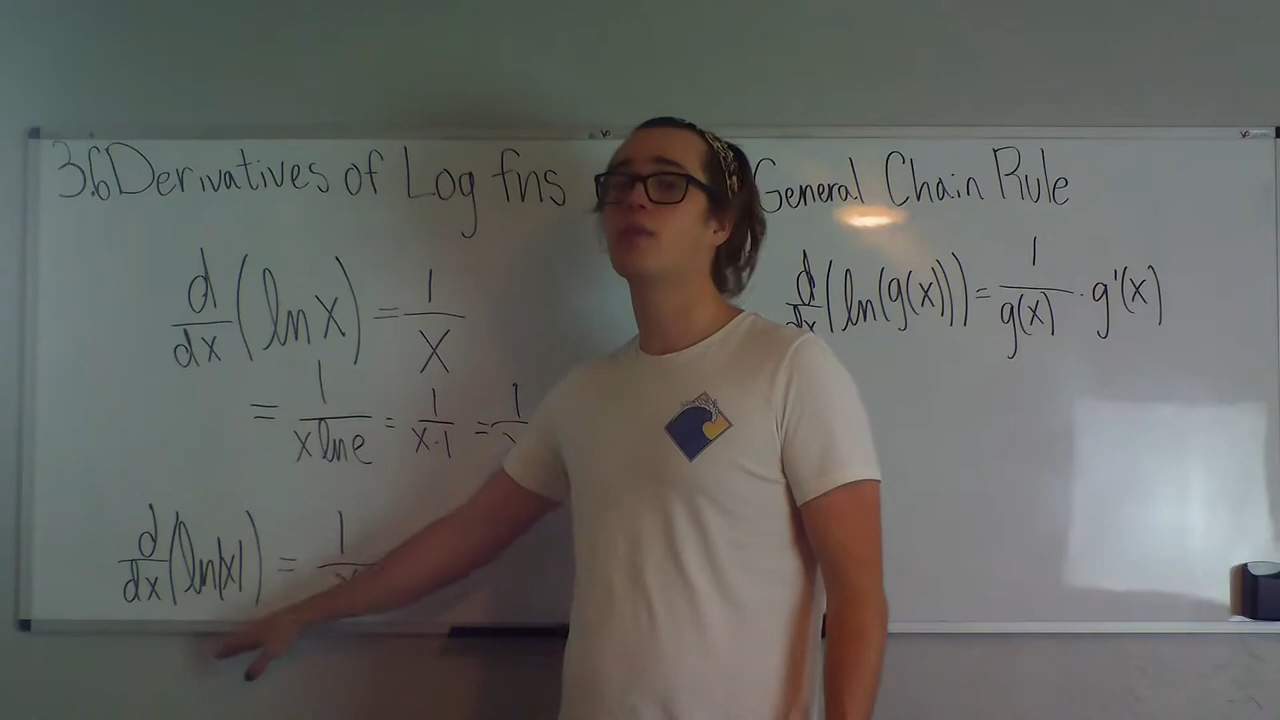 3.6 Derivatives of Log fns
d/dx (ln x) = 1/x
= 1/(x ln e) = 1/(x·1) = 1/
d/dx (ln|x|) = 1/x
General Chain Rule
d/dx (ln(g(x))) = 1/g(x) · g'(x)